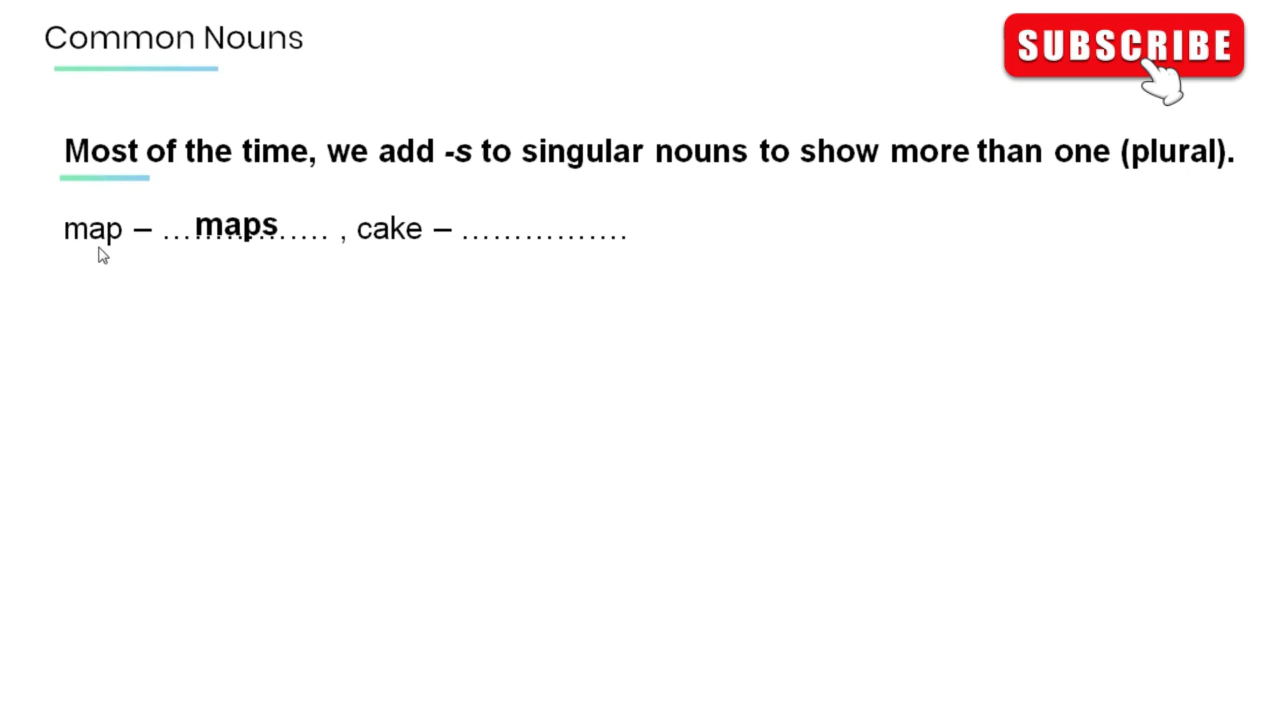 Common Nouns
SUBSCRIBE
Most of the time, we add -s to singular nouns to show more than one (plural).
map – …maps…… , cake – …………….